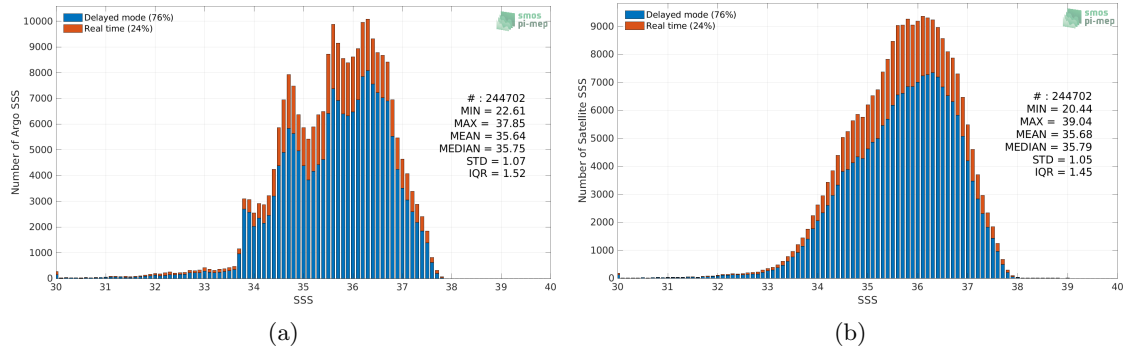 Delayed mode (76%)
Real time (24%)
smos
pi-mep
10000
9000
8000
7000
6000
5000
4000
3000
2000
1000
0
Number of Argo SSS
# : 244702
MIN = 22.61
MAX = 37.85
MEAN = 35.64
MEDIAN = 35.75
STD = 1.07
IQR = 1.52
30 31 32 33 34 35 36 37 38 39 40
SSS
(a)
Delayed mode (76%)
Real time (24%)
smos
pi-mep
9000
8000
7000
6000
5000
4000
3000
2000
1000
0
Number of Satellite SSS
# : 244702
MIN = 20.44
MAX = 39.04
MEAN = 35.68
MEDIAN = 35.79
STD = 1.05
IQR = 1.45
30 31 32 33 34 35 36 37 38 39 40
SSS
(b)